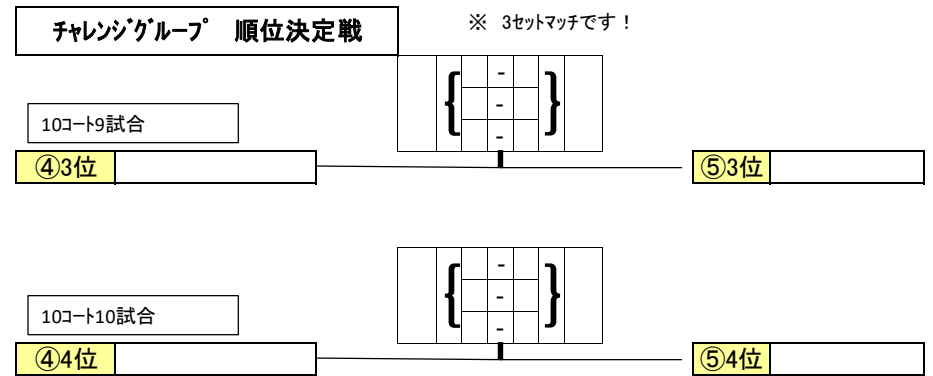 ﾁｬﾚﾝｼﾞｸﾞﾙｰﾌﾟ　順位決定戦
※　3ｾｯﾄﾏｯﾁです！
{ - }
-
-
10ｺｰﾄ9試合
④3位
⑤3位
{ - }
-
-
10ｺｰﾄ10試合
④4位
⑤4位